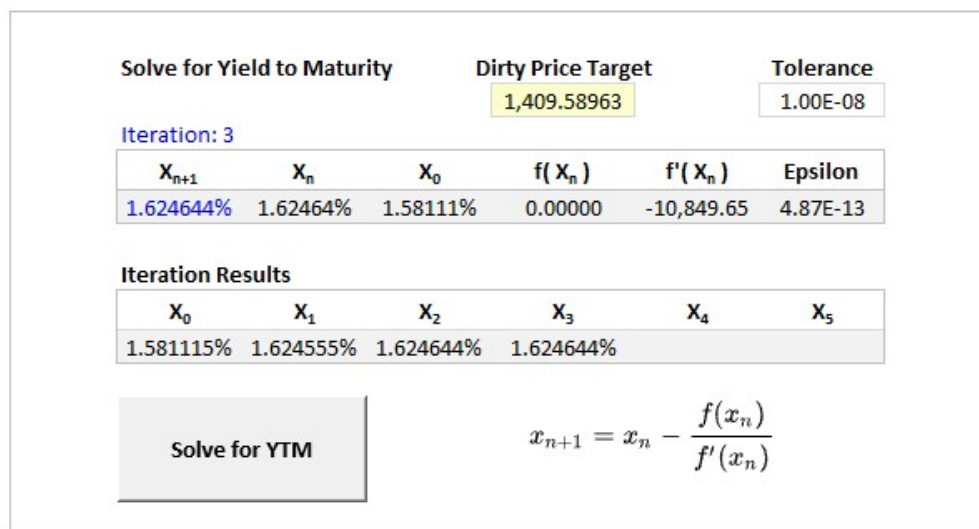 Solve for Yield to Maturity Dirty Price Target Tolerance
1,409.58963 1.00E-08
Iteration: 3
Xn+1 Xn X0 f( Xn ) f'( Xn ) Epsilon
1.624644% 1.62464% 1.58111% 0.00000 -10,849.65 4.87E-13
Iteration Results
X0 X1 X2 X3 X4 X5
1.581115% 1.624555% 1.624644% 1.624644%
Solve for YTM
xn+1 = xn − f(xn) / f′(xn)